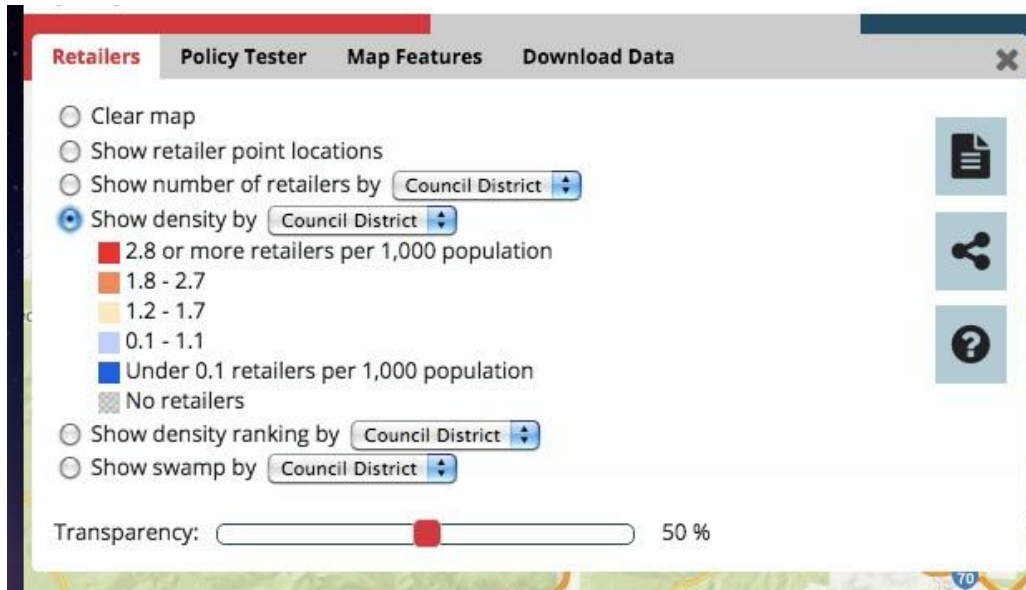 Retailers Policy Tester Map Features Download Data
Clear map
Show retailer point locations
Show number of retailers by Council District
Show density by Council District
2.8 or more retailers per 1,000 population
1.8 - 2.7
1.2 - 1.7
0.1 - 1.1
Under 0.1 retailers per 1,000 population
No retailers
Show density ranking by Council District
Show swamp by Council District
Transparency: 50 %
70